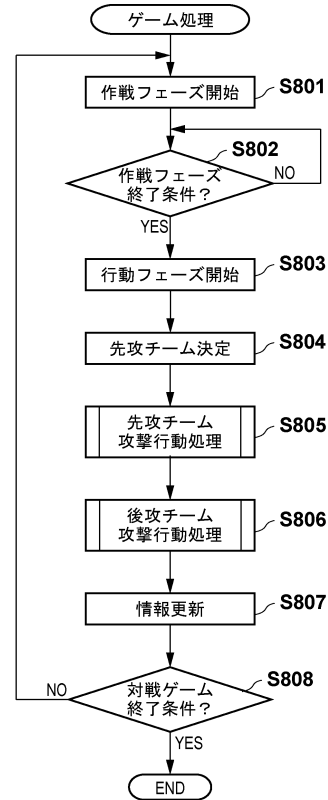 ゲーム処理
作戦フェーズ開始
S801
S802
作戦フェーズ
終了条件？
NO
YES
行動フェーズ開始
S803
先攻チーム決定
S804
先攻チーム
攻撃行動処理
S805
後攻チーム
攻撃行動処理
S806
情報更新
S807
S808
対戦ゲーム
終了条件？
NO
YES
END